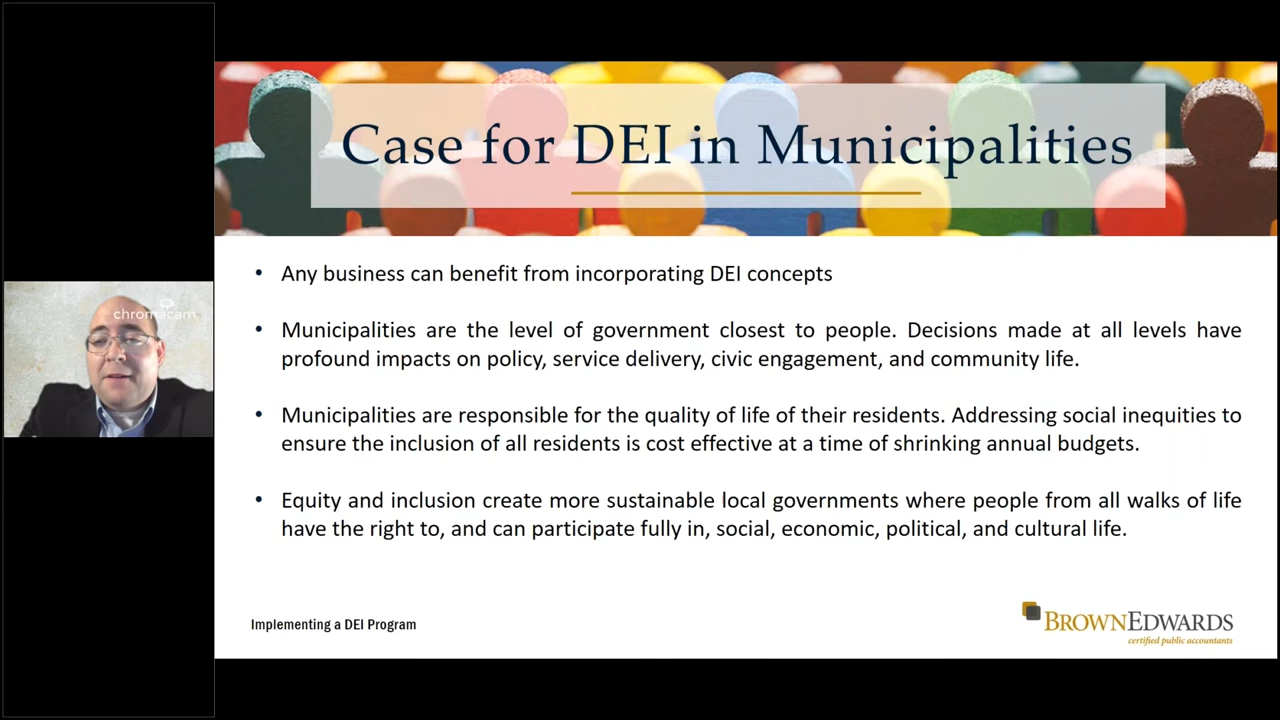 Case for DEI in Municipalities
• Any business can benefit from incorporating DEI concepts
• Municipalities are the level of government closest to people. Decisions made at all levels have
profound impacts on policy, service delivery, civic engagement, and community life.
• Municipalities are responsible for the quality of life of their residents. Addressing social inequities to
ensure the inclusion of all residents is cost effective at a time of shrinking annual budgets.
• Equity and inclusion create more sustainable local governments where people from all walks of life
have the right to, and can participate fully in, social, economic, political, and cultural life.
chromacam
Implementing a DEI Program
BROWNEDWARDS
certified public accountants